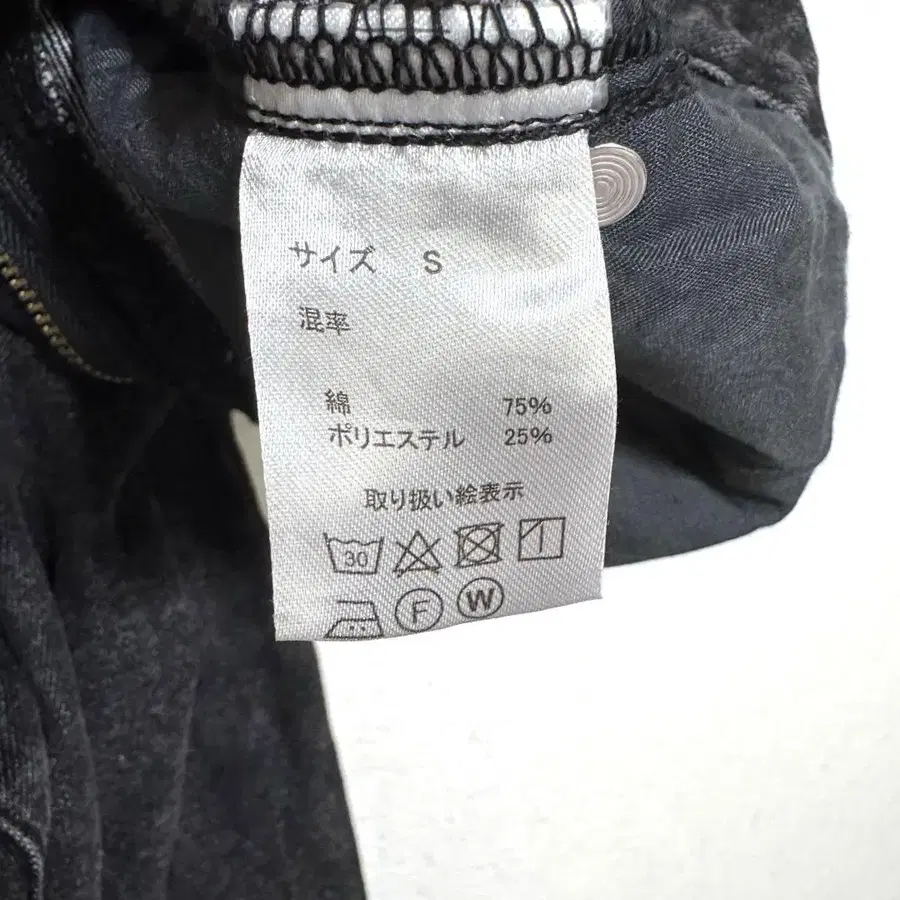 サイズ S
混率
綿 75%
ポリエステル 25%
取り扱い絵表示
30
F W